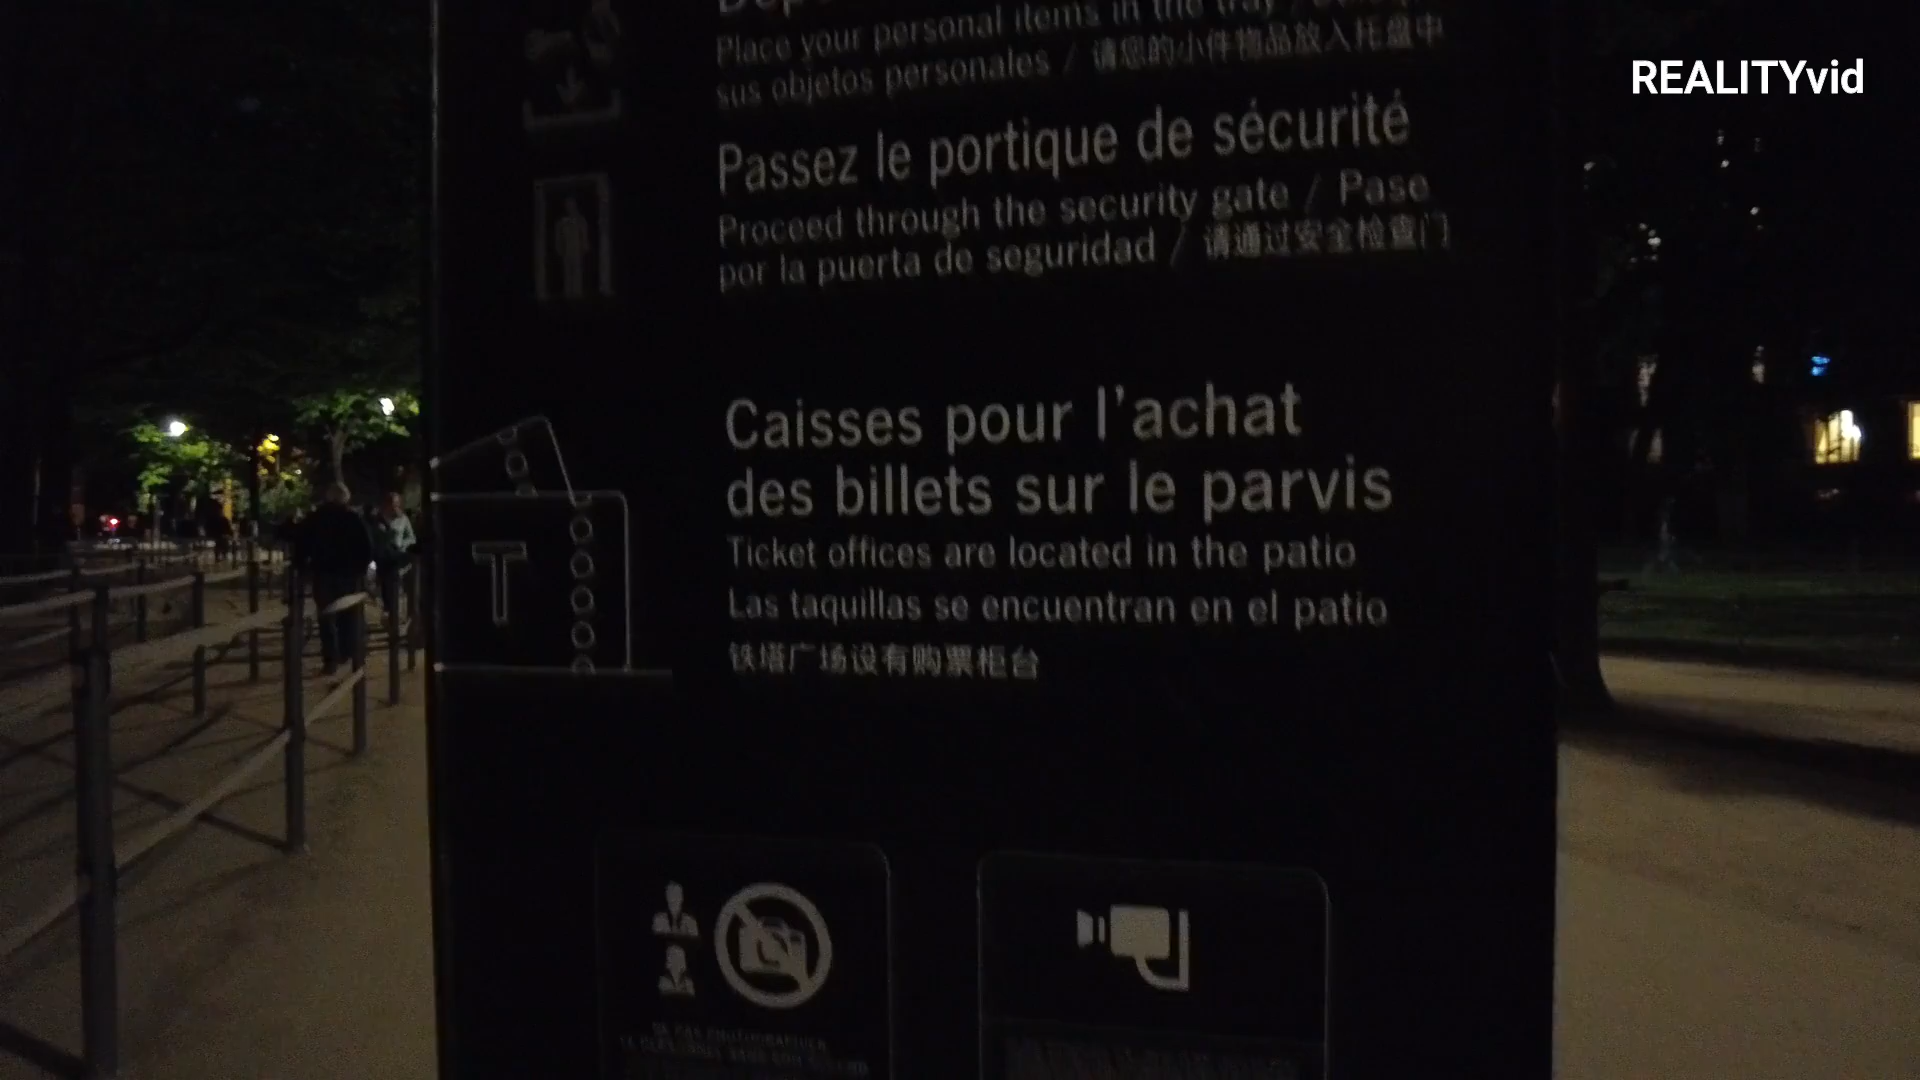 REALITYvid
Place your personal items in the tray /
sus objetos personales / 请您的小件物品放入托盘中
Passez le portique de sécurité
Proceed through the security gate / Pase
por la puerta de seguridad / 请通过安全检查门
Caisses pour l'achat
des billets sur le parvis
Ticket offices are located in the patio
Las taquillas se encuentran en el patio
铁塔广场设有购票柜台
T
NE PAS PHOTOGRAPHIER